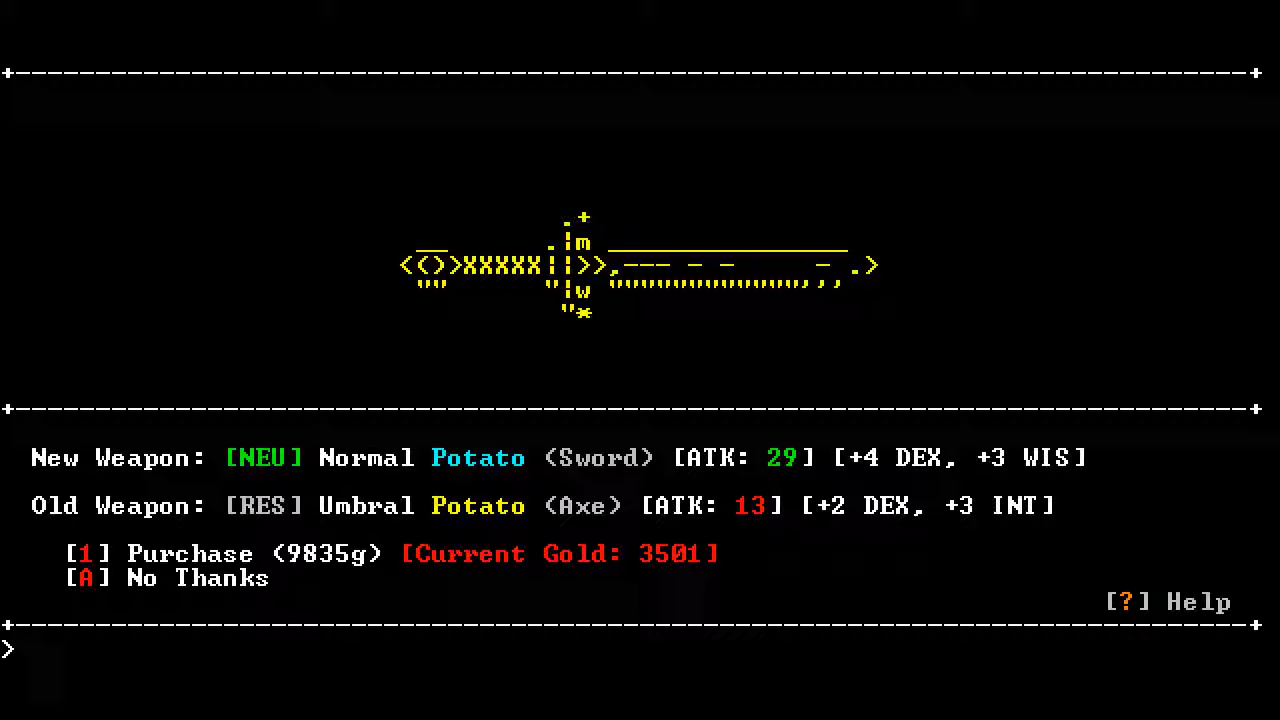 New Weapon: [NEU] Normal Potato (Sword) [ATK: 29] [+4 DEX, +3 WIS]
Old Weapon: [RES] Umbral Potato (Axe) [ATK: 13] [+2 DEX, +3 INT]
[1] Purchase (9835g) [Current Gold: 3501]
[A] No Thanks
[?] Help
>